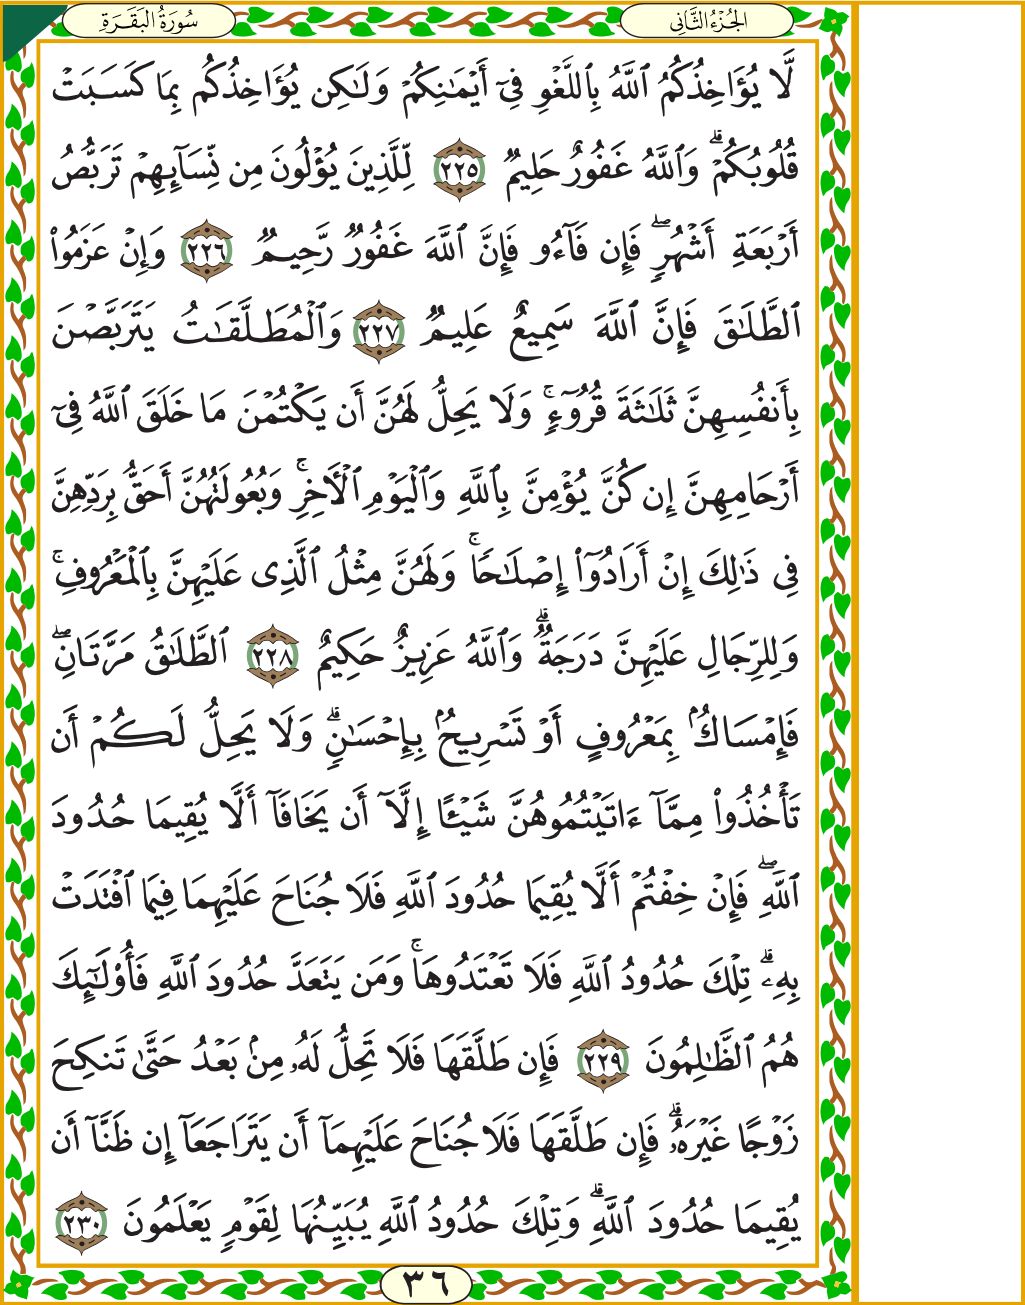 الجُزْءُ الثَّانِي
سُورَةُ البَقَرَةِ
لَّا يُؤَاخِذُكُمُ ٱللَّهُ بِٱللَّغۡوِ فِيٓ أَيۡمَٰنِكُمۡ وَلَٰكِن يُؤَاخِذُكُم بِمَا كَسَبَتۡ
قُلُوبُكُمۡۗ وَٱللَّهُ غَفُورٌ حَلِيمٞ ٢٢٥ لِّلَّذِينَ يُؤۡلُونَ مِن نِّسَآئِهِمۡ تَرَبُّصُ
أَرۡبَعَةِ أَشۡهُرٖۖ فَإِن فَآءُو فَإِنَّ ٱللَّهَ غَفُورٞ رَّحِيمٞ ٢٢٦ وَإِنۡ عَزَمُواْ
ٱلطَّلَٰقَ فَإِنَّ ٱللَّهَ سَمِيعٌ عَلِيمٞ ٢٢٧ وَٱلۡمُطَلَّقَٰتُ يَتَرَبَّصۡنَ
بِأَنفُسِهِنَّ ثَلَٰثَةَ قُرُوٓءٖۚ وَلَا يَحِلُّ لَهُنَّ أَن يَكۡتُمۡنَ مَا خَلَقَ ٱللَّهُ فِيٓ
أَرۡحَامِهِنَّ إِن كُنَّ يُؤۡمِنَّ بِٱللَّهِ وَٱلۡيَوۡمِ ٱلۡأٓخِرِۚ وَبُعُولَتُهُنَّ أَحَقُّ بِرَدِّهِنَّ
فِي ذَٰلِكَ إِنۡ أَرَادُوٓاْ إِصۡلَٰحٗاۚ وَلَهُنَّ مِثۡلُ ٱلَّذِي عَلَيۡهِنَّ بِٱلۡمَعۡرُوفِۚ
وَلِلرِّجَالِ عَلَيۡهِنَّ دَرَجَةٞۗ وَٱللَّهُ عَزِيزٌ حَكِيمٌ ٢٢٨ ٱلطَّلَٰقُ مَرَّتَانِۖ
فَإِمۡسَاكُۢ بِمَعۡرُوفٍ أَوۡ تَسۡرِيحُۢ بِإِحۡسَٰنٖۗ وَلَا يَحِلُّ لَكُمۡ أَن
تَأۡخُذُواْ مِمَّآ ءَاتَيۡتُمُوهُنَّ شَيۡـًٔا إِلَّآ أَن يَخَافَآ أَلَّا يُقِيمَا حُدُودَ
ٱللَّهِۖ فَإِنۡ خِفۡتُمۡ أَلَّا يُقِيمَا حُدُودَ ٱللَّهِ فَلَا جُنَاحَ عَلَيۡهِمَا فِيمَا ٱفۡتَدَتۡ
بِهِۦۗ تِلۡكَ حُدُودُ ٱللَّهِ فَلَا تَعۡتَدُوهَاۚ وَمَن يَتَعَدَّ حُدُودَ ٱللَّهِ فَأُوْلَٰٓئِكَ
هُمُ ٱلظَّٰلِمُونَ ٢٢٩ فَإِن طَلَّقَهَا فَلَا تَحِلُّ لَهُۥ مِنۢ بَعۡدُ حَتَّىٰ تَنكِحَ
زَوۡجًا غَيۡرَهُۥۗ فَإِن طَلَّقَهَا فَلَا جُنَاحَ عَلَيۡهِمَآ أَن يَتَرَاجَعَآ إِن ظَنَّآ أَن
يُقِيمَا حُدُودَ ٱللَّهِۗ وَتِلۡكَ حُدُودُ ٱللَّهِ يُبَيِّنُهَا لِقَوۡمٖ يَعۡلَمُونَ ٢٣٠
٣٦